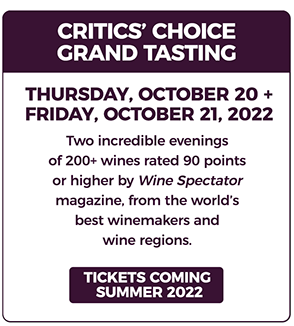 CRITICS’ CHOICE
GRAND TASTING
THURSDAY, OCTOBER 20 +
FRIDAY, OCTOBER 21, 2022
Two incredible evenings
of 200+ wines rated 90 points
or higher by Wine Spectator
magazine, from the world’s
best winemakers and
wine regions.
TICKETS COMING
SUMMER 2022